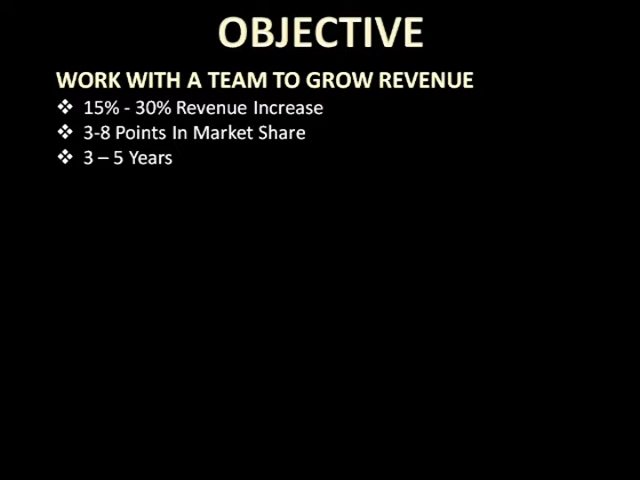 OBJECTIVE
WORK WITH A TEAM TO GROW REVENUE
❖ 15% - 30% Revenue Increase
❖ 3-8 Points In Market Share
❖ 3 – 5 Years